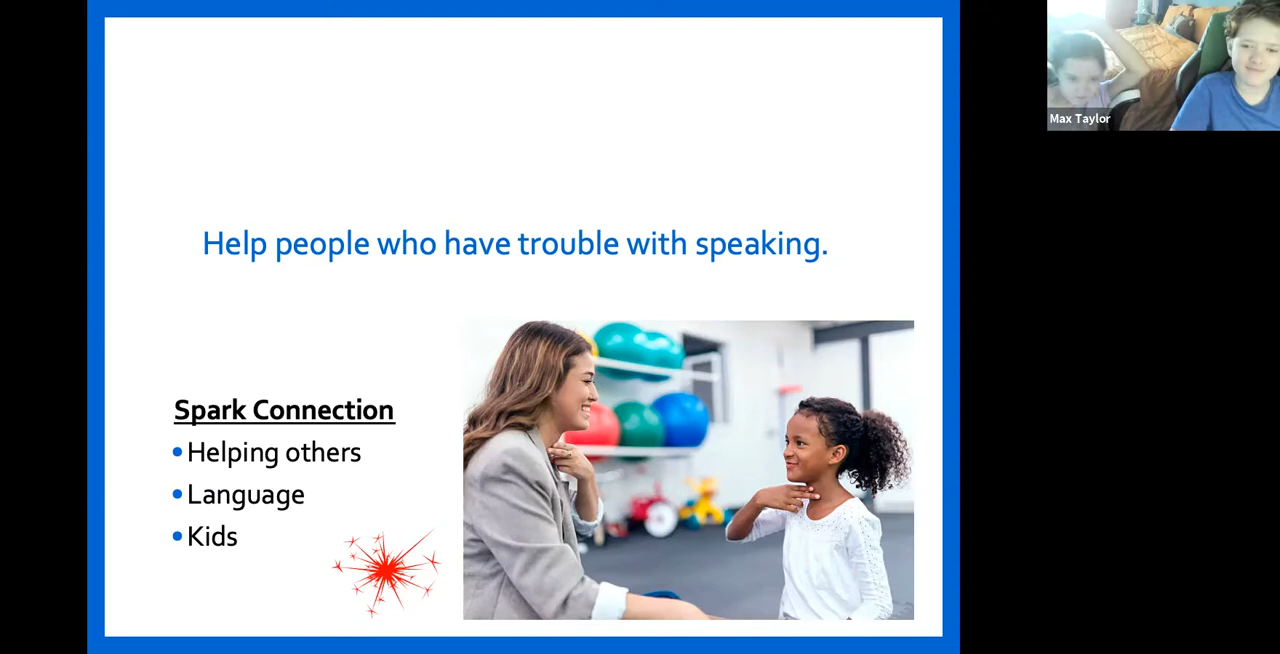 Help people who have trouble with speaking.
Spark Connection
•Helping others
•Language
•Kids
Max Taylor